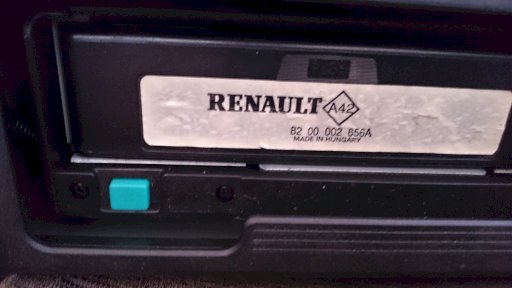 RENAULT A42
82 00 002 656A
MADE IN HUNGARY